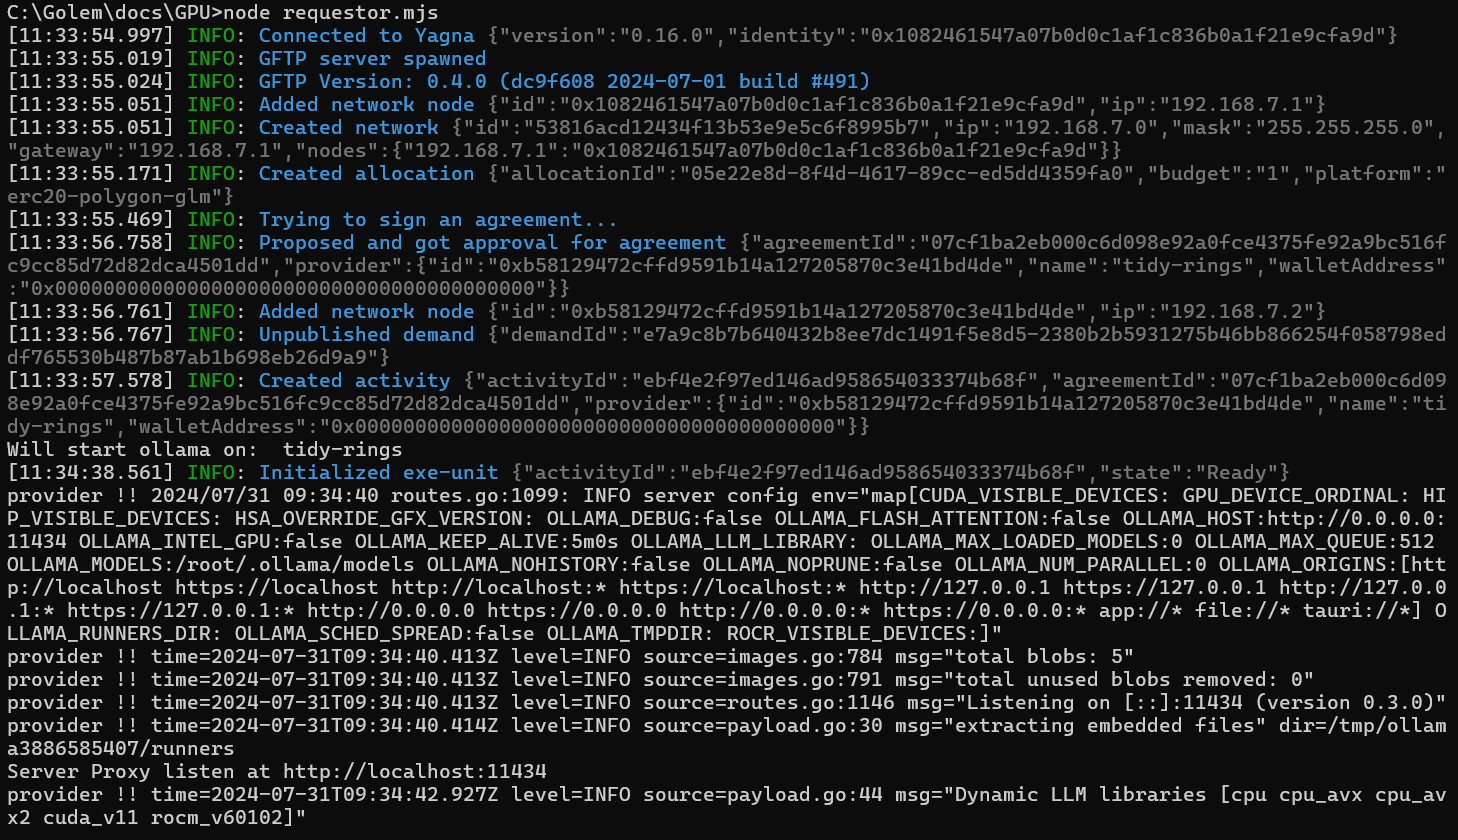 C:\Golem\docs\GPU>node requestor.mjs
[11:33:54.997] INFO: Connected to Yagna {"version":"0.16.0","identity":"0x1082461547a07b0d0c1af1c836b0a1f21e9cfa9d"}
[11:33:55.019] INFO: GFTP server spawned
[11:33:55.024] INFO: GFTP Version: 0.4.0 (dc9f608 2024-07-01 build #491)
[11:33:55.051] INFO: Added network node {"id":"0x1082461547a07b0d0c1af1c836b0a1f21e9cfa9d","ip":"192.168.7.1"}
[11:33:55.051] INFO: Created network {"id":"53816acd12434f13b53e9e5c6f8995b7","ip":"192.168.7.0","mask":"255.255.255.0",
"gateway":"192.168.7.1","nodes":{"192.168.7.1":"0x1082461547a07b0d0c1af1c836b0a1f21e9cfa9d"}}
[11:33:55.171] INFO: Created allocation {"allocationId":"05e22e8d-8f4d-4617-89cc-ed5dd4359fa0","budget":"1","platform":"
erc20-polygon-glm"}
[11:33:55.469] INFO: Trying to sign an agreement...
[11:33:56.758] INFO: Proposed and got approval for agreement {"agreementId":"07cf1ba2eb000c6d098e92a0fce4375fe92a9bc516f
c9cc85d72d82dca4501dd","provider":{"id":"0xb58129472cffd9591b14a127205870c3e41bd4de","name":"tidy-rings","walletAddress"
:"0x0000000000000000000000000000000000000000"}}
[11:33:56.761] INFO: Added network node {"id":"0xb58129472cffd9591b14a127205870c3e41bd4de","ip":"192.168.7.2"}
[11:33:56.767] INFO: Unpublished demand {"demandId":"e7a9c8b7b640432b8ee7dc1491f5e8d5-2380b2b5931275b46bb866254f058798ed
df765530b487b87ab1b698eb26d9a9"}
[11:33:57.578] INFO: Created activity {"activityId":"ebf4e2f97ed146ad958654033374b68f","agreementId":"07cf1ba2eb000c6d09
8e92a0fce4375fe92a9bc516fc9cc85d72d82dca4501dd","provider":{"id":"0xb58129472cffd9591b14a127205870c3e41bd4de","name":"ti
dy-rings","walletAddress":"0x0000000000000000000000000000000000000000"}}
Will start ollama on:  tidy-rings
[11:34:38.561] INFO: Initialized exe-unit {"activityId":"ebf4e2f97ed146ad958654033374b68f","state":"Ready"}
provider !! 2024/07/31 09:34:40 routes.go:1099: INFO server config env="map[CUDA_VISIBLE_DEVICES: GPU_DEVICE_ORDINAL: HI
P_VISIBLE_DEVICES: HSA_OVERRIDE_GFX_VERSION: OLLAMA_DEBUG:false OLLAMA_FLASH_ATTENTION:false OLLAMA_HOST:http://0.0.0.0:
11434 OLLAMA_INTEL_GPU:false OLLAMA_KEEP_ALIVE:5m0s OLLAMA_LLM_LIBRARY: OLLAMA_MAX_LOADED_MODELS:0 OLLAMA_MAX_QUEUE:512
OLLAMA_MODELS:/root/.ollama/models OLLAMA_NOHISTORY:false OLLAMA_NOPRUNE:false OLLAMA_NUM_PARALLEL:0 OLLAMA_ORIGINS:[htt
p://localhost https://localhost http://localhost:* https://localhost:* http://127.0.0.1 https://127.0.0.1 http://127.0.0
.1:* https://127.0.0.1:* http://0.0.0.0 https://0.0.0.0 http://0.0.0.0:* https://0.0.0.0:* app://* file://* tauri://*] O
LLAMA_RUNNERS_DIR: OLLAMA_SCHED_SPREAD:false OLLAMA_TMPDIR: ROCR_VISIBLE_DEVICES:]"
provider !! time=2024-07-31T09:34:40.413Z level=INFO source=images.go:784 msg="total blobs: 5"
provider !! time=2024-07-31T09:34:40.413Z level=INFO source=images.go:791 msg="total unused blobs removed: 0"
provider !! time=2024-07-31T09:34:40.413Z level=INFO source=routes.go:1146 msg="Listening on [::]:11434 (version 0.3.0)"
provider !! time=2024-07-31T09:34:40.414Z level=INFO source=payload.go:30 msg="extracting embedded files" dir=/tmp/ollam
a3886585407/runners
Server Proxy listen at http://localhost:11434
provider !! time=2024-07-31T09:34:42.927Z level=INFO source=payload.go:44 msg="Dynamic LLM libraries [cpu cpu_avx cpu_av
x2 cuda_v11 rocm_v60102]"